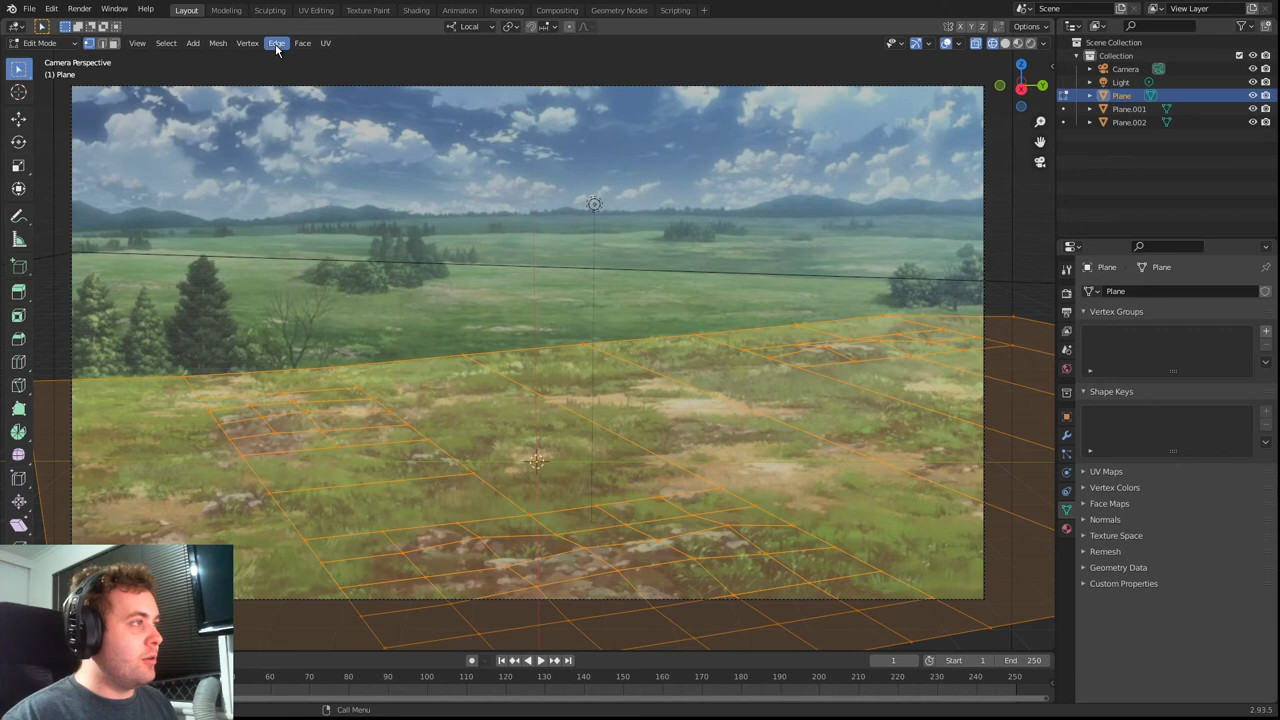 File Edit Render Window Help Layout Modeling Sculpting UV Editing Texture Paint Shading Animation Rendering Compositing Geometry Nodes Scripting Scene View Layer
Local Options
X Y Z
Edit Mode View Select Add Mesh Vertex Edge Face UV
Camera Perspective
(1) Plane
Z
Y
X
Scene Collection
Collection
Camera
Light
Plane
Plane.001
Plane.002
Plane Plane
Plane
Vertex Groups
Shape Keys
UV Maps
Vertex Colors
Face Maps
Normals
Texture Space
Remesh
Geometry Data
Custom Properties
1 Start 1 End 250
60 70 80 90 100 110 120 130 140 150 160 170 180 190 200 210 220 230 240 250
Call Menu
2.93.5